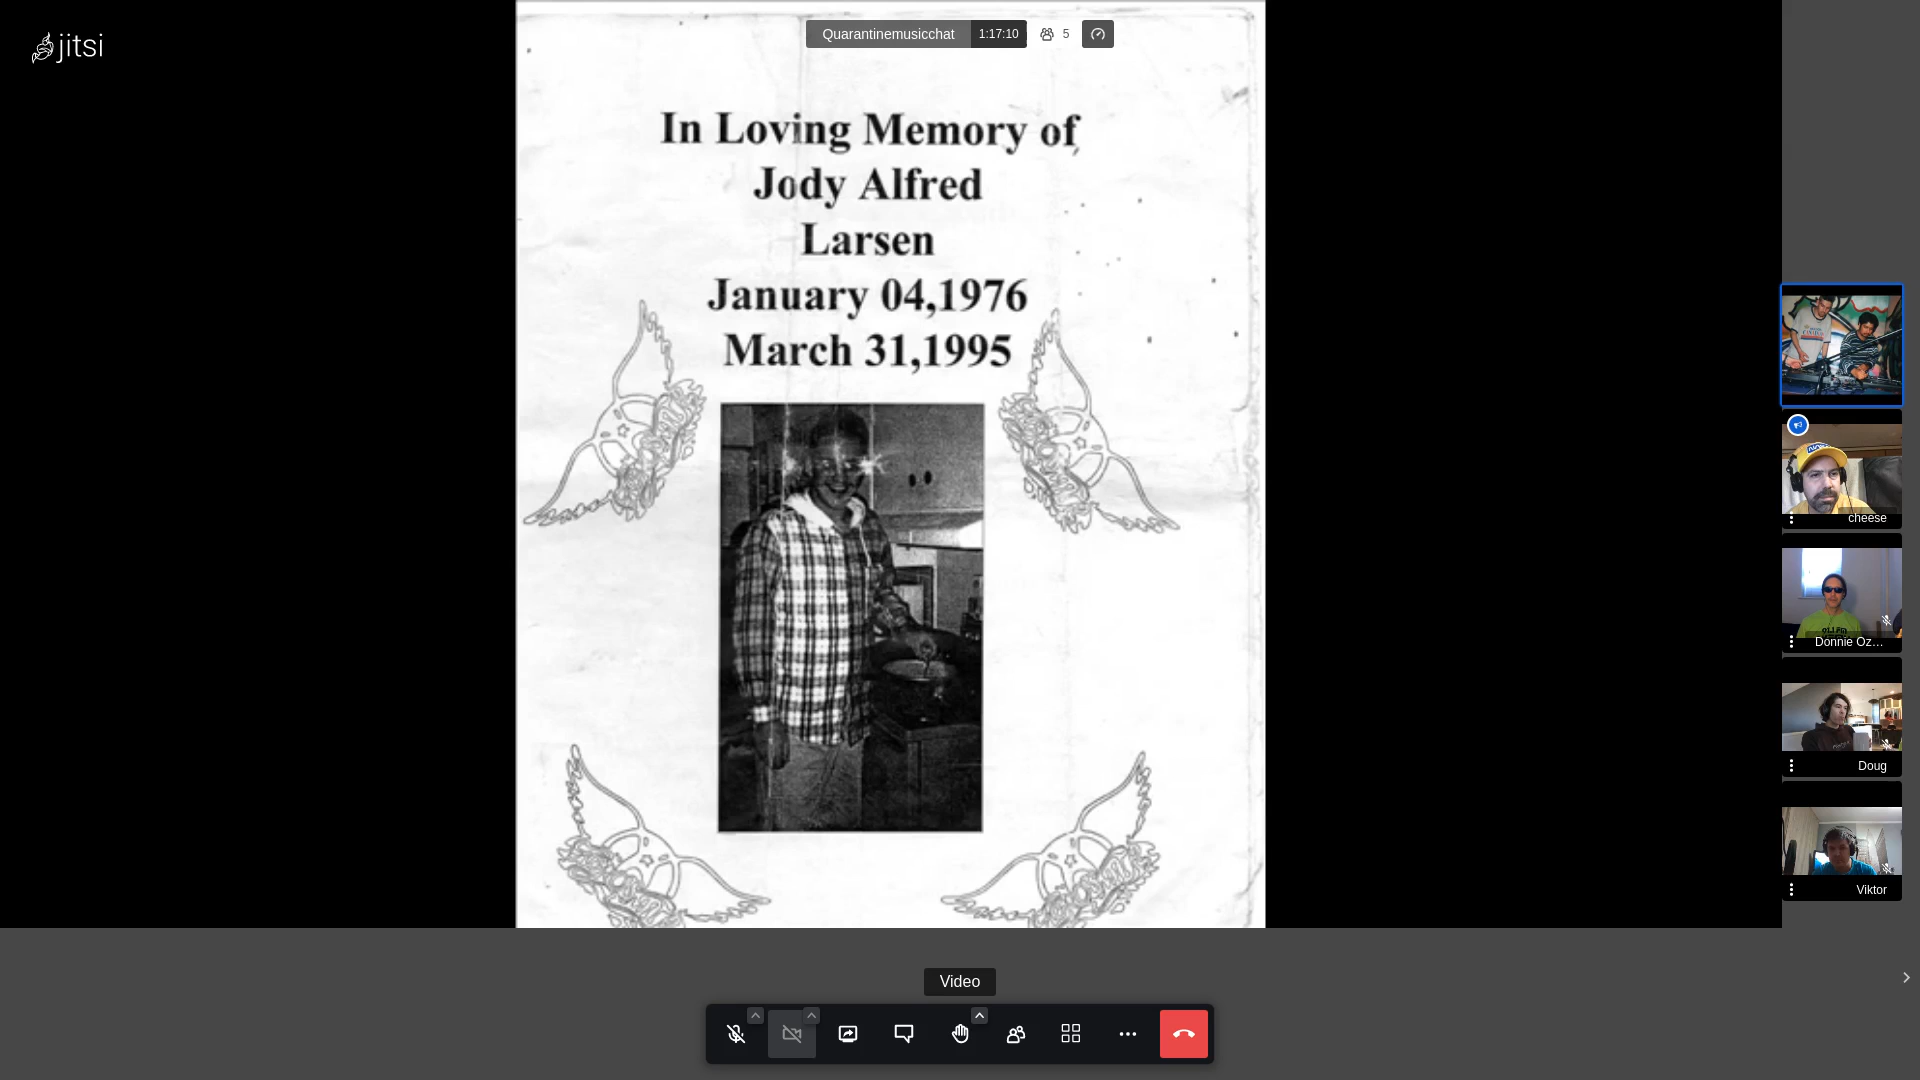 jitsi
Quarantinemusicchat 1:17:10 5
In Loving Memory of
Jody Alfred
Larsen
January 04,1976
March 31,1995
cheese
Donnie Oz...
Doug
Viktor
Video